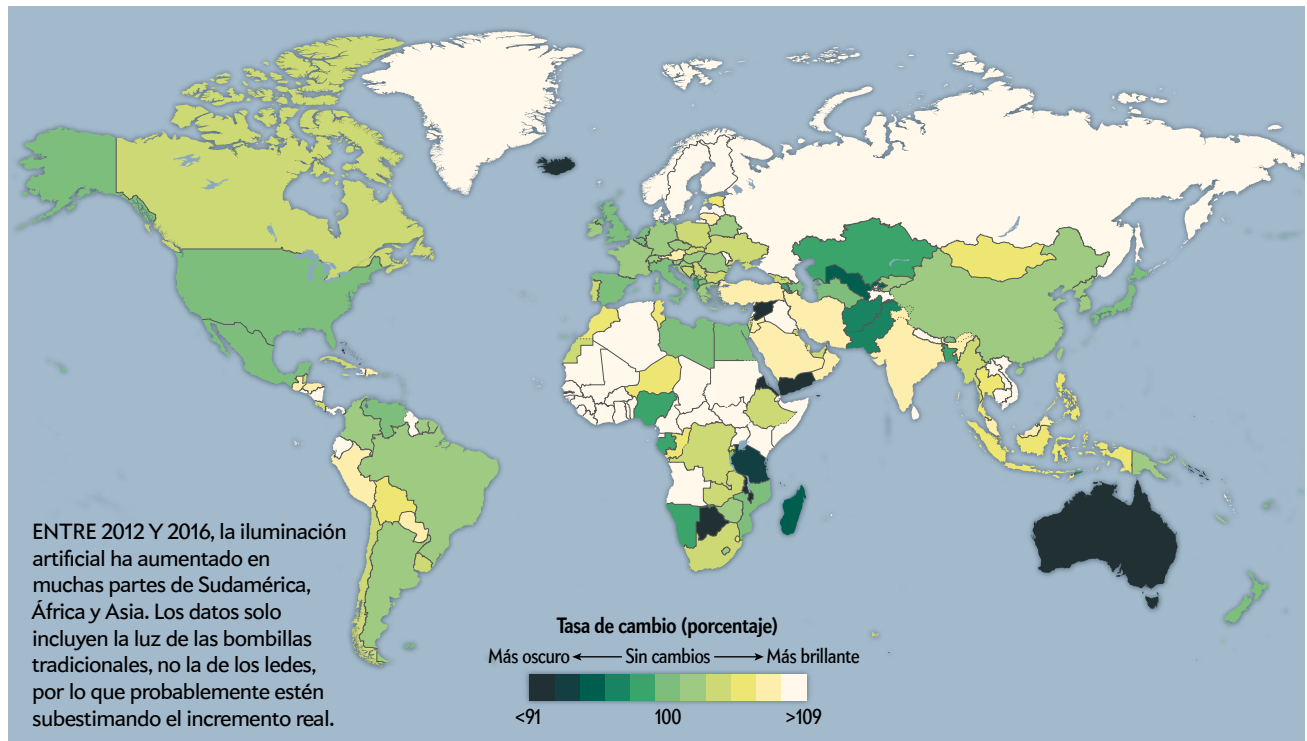 ENTRE 2012 Y 2016, la iluminación
artificial ha aumentado en
muchas partes de Sudamérica,
África y Asia. Los datos solo
incluyen la luz de las bombillas
tradicionales, no la de los ledes,
por lo que probablemente estén
subestimando el incremento real.
Tasa de cambio (porcentaje)
Más oscuro Sin cambios Más brillante
<91 100 >109